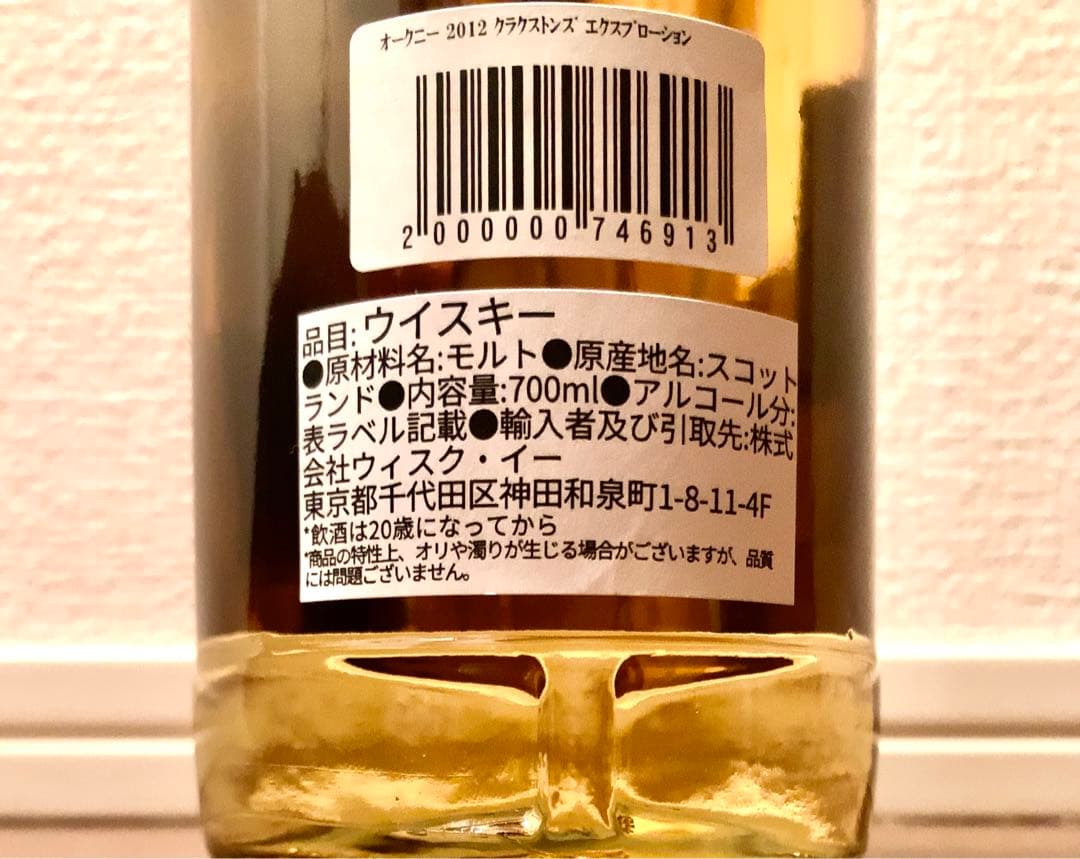 オークニー 2012 クラクストンズ エクスプローション
2 000000 746913
品目: ウイスキー
●原材料名:モルト●原産地名:スコット
ランド●内容量:700ml●アルコール分:
表ラベル記載●輸入者及び引取先:株式
会社ウィスク・イー
東京都千代田区神田和泉町1-8-11-4F
*飲酒は20歳になってから
*商品の特性上、オリや濁りが生じる場合がございますが、品質
には問題ございません。